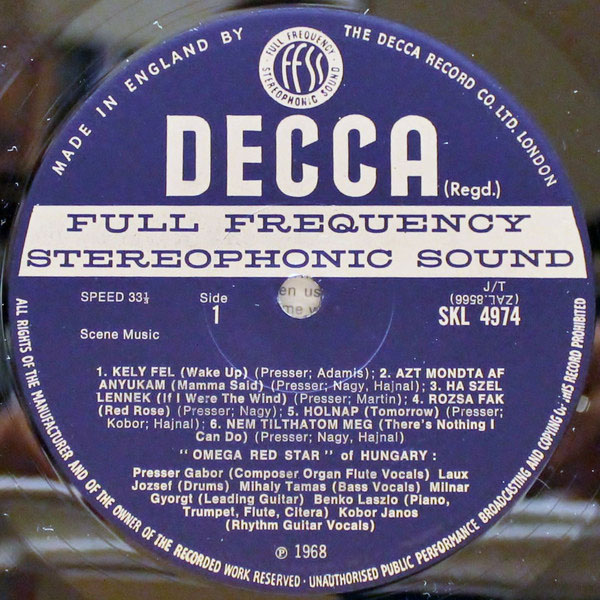 MADE IN ENGLAND BY
THE DECCA RECORD CO. LTD. LONDON
FULL FREQUENCY
ffss
STEREOPHONIC SOUND
DECCA
(Regd.)
FULL FREQUENCY
STEREOPHONIC SOUND
J/T
SPEED 33⅓
Side
(ZAL.8566)
1
SKL 4974
en us
me
Scene Music
1. KELY FEL (Wake Up) (Presser; Adamis); 2. AZT MONDTA AF
ANYUKAM (Mamma Said) (Presser; Nagy, Hajnal); 3. HA SZEL
LENNEK (If I Were The Wind) (Presser; Martin); 4. ROZSA FAK
(Red Rose) (Presser; Nagy); 5. HOLNAP (Tomorrow) (Presser;
Kobor; Hajnal); 6. NEM TILTHATOM MEG (There's Nothing I
Can Do) (Presser; Nagy, Hajnal)
" OMEGA RED STAR " of HUNGARY :
Presser Gabor (Composer Organ Flute Vocals) Laux
Jozsef (Drums) Mihaly Tamas (Bass Vocals) Milnar
Gyorgt (Leading Guitar) Benko Laszlo (Piano,
Trumpet, Flute, Citera) Kobor Janos
(Rhythm Guitar Vocals)
℗ 1968
ALL RIGHTS OF THE MANUFACTURER AND OF THE OWNER OF THE RECORDED WORK RESERVED · UNAUTHORISED PUBLIC PERFORMANCE BROADCASTING AND COPYING OF THIS RECORD PROHIBITED